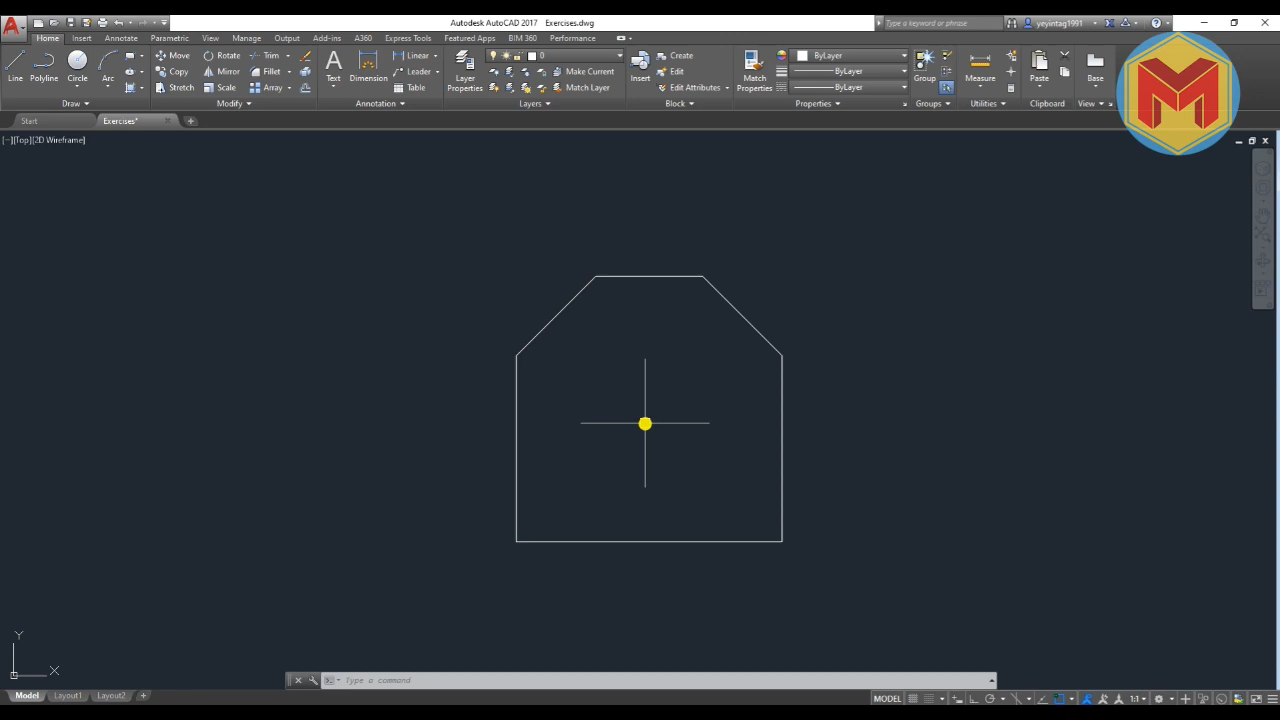 Autodesk AutoCAD 2017 Exercises.dwg
Type a keyword or phrase
yeyintag1991
Home Insert Annotate Parametric View Manage Output Add-ins A360 Express Tools Featured Apps BIM 360 Performance
Line
Polyline
Circle
Arc
Draw
Move
Rotate
Trim
Copy
Mirror
Fillet
Stretch
Scale
Array
Modify
Text
Dimension
Linear
Leader
Table
Annotation
Layer
Properties
0
Make Current
Match Layer
Layers
Insert
Create
Edit
Edit Attributes
Block
Match
Properties
ByLayer
ByLayer
ByLayer
Properties
Group
Groups
Measure
Utilities
Paste
Clipboard
Base
View
M
Start
Exercises*
[−][Top][2D Wireframe]
Y
X
Type a command
Model
Layout1
Layout2
MODEL
1:1